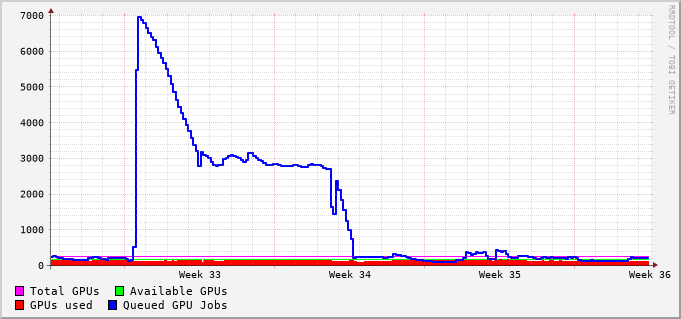 7000
6000
5000
4000
3000
2000
1000
0
Week 33 Week 34 Week 35 Week 36
Total GPUs Available GPUs
GPUs used Queued GPU Jobs
RRDTOOL / TOBI OETIKER